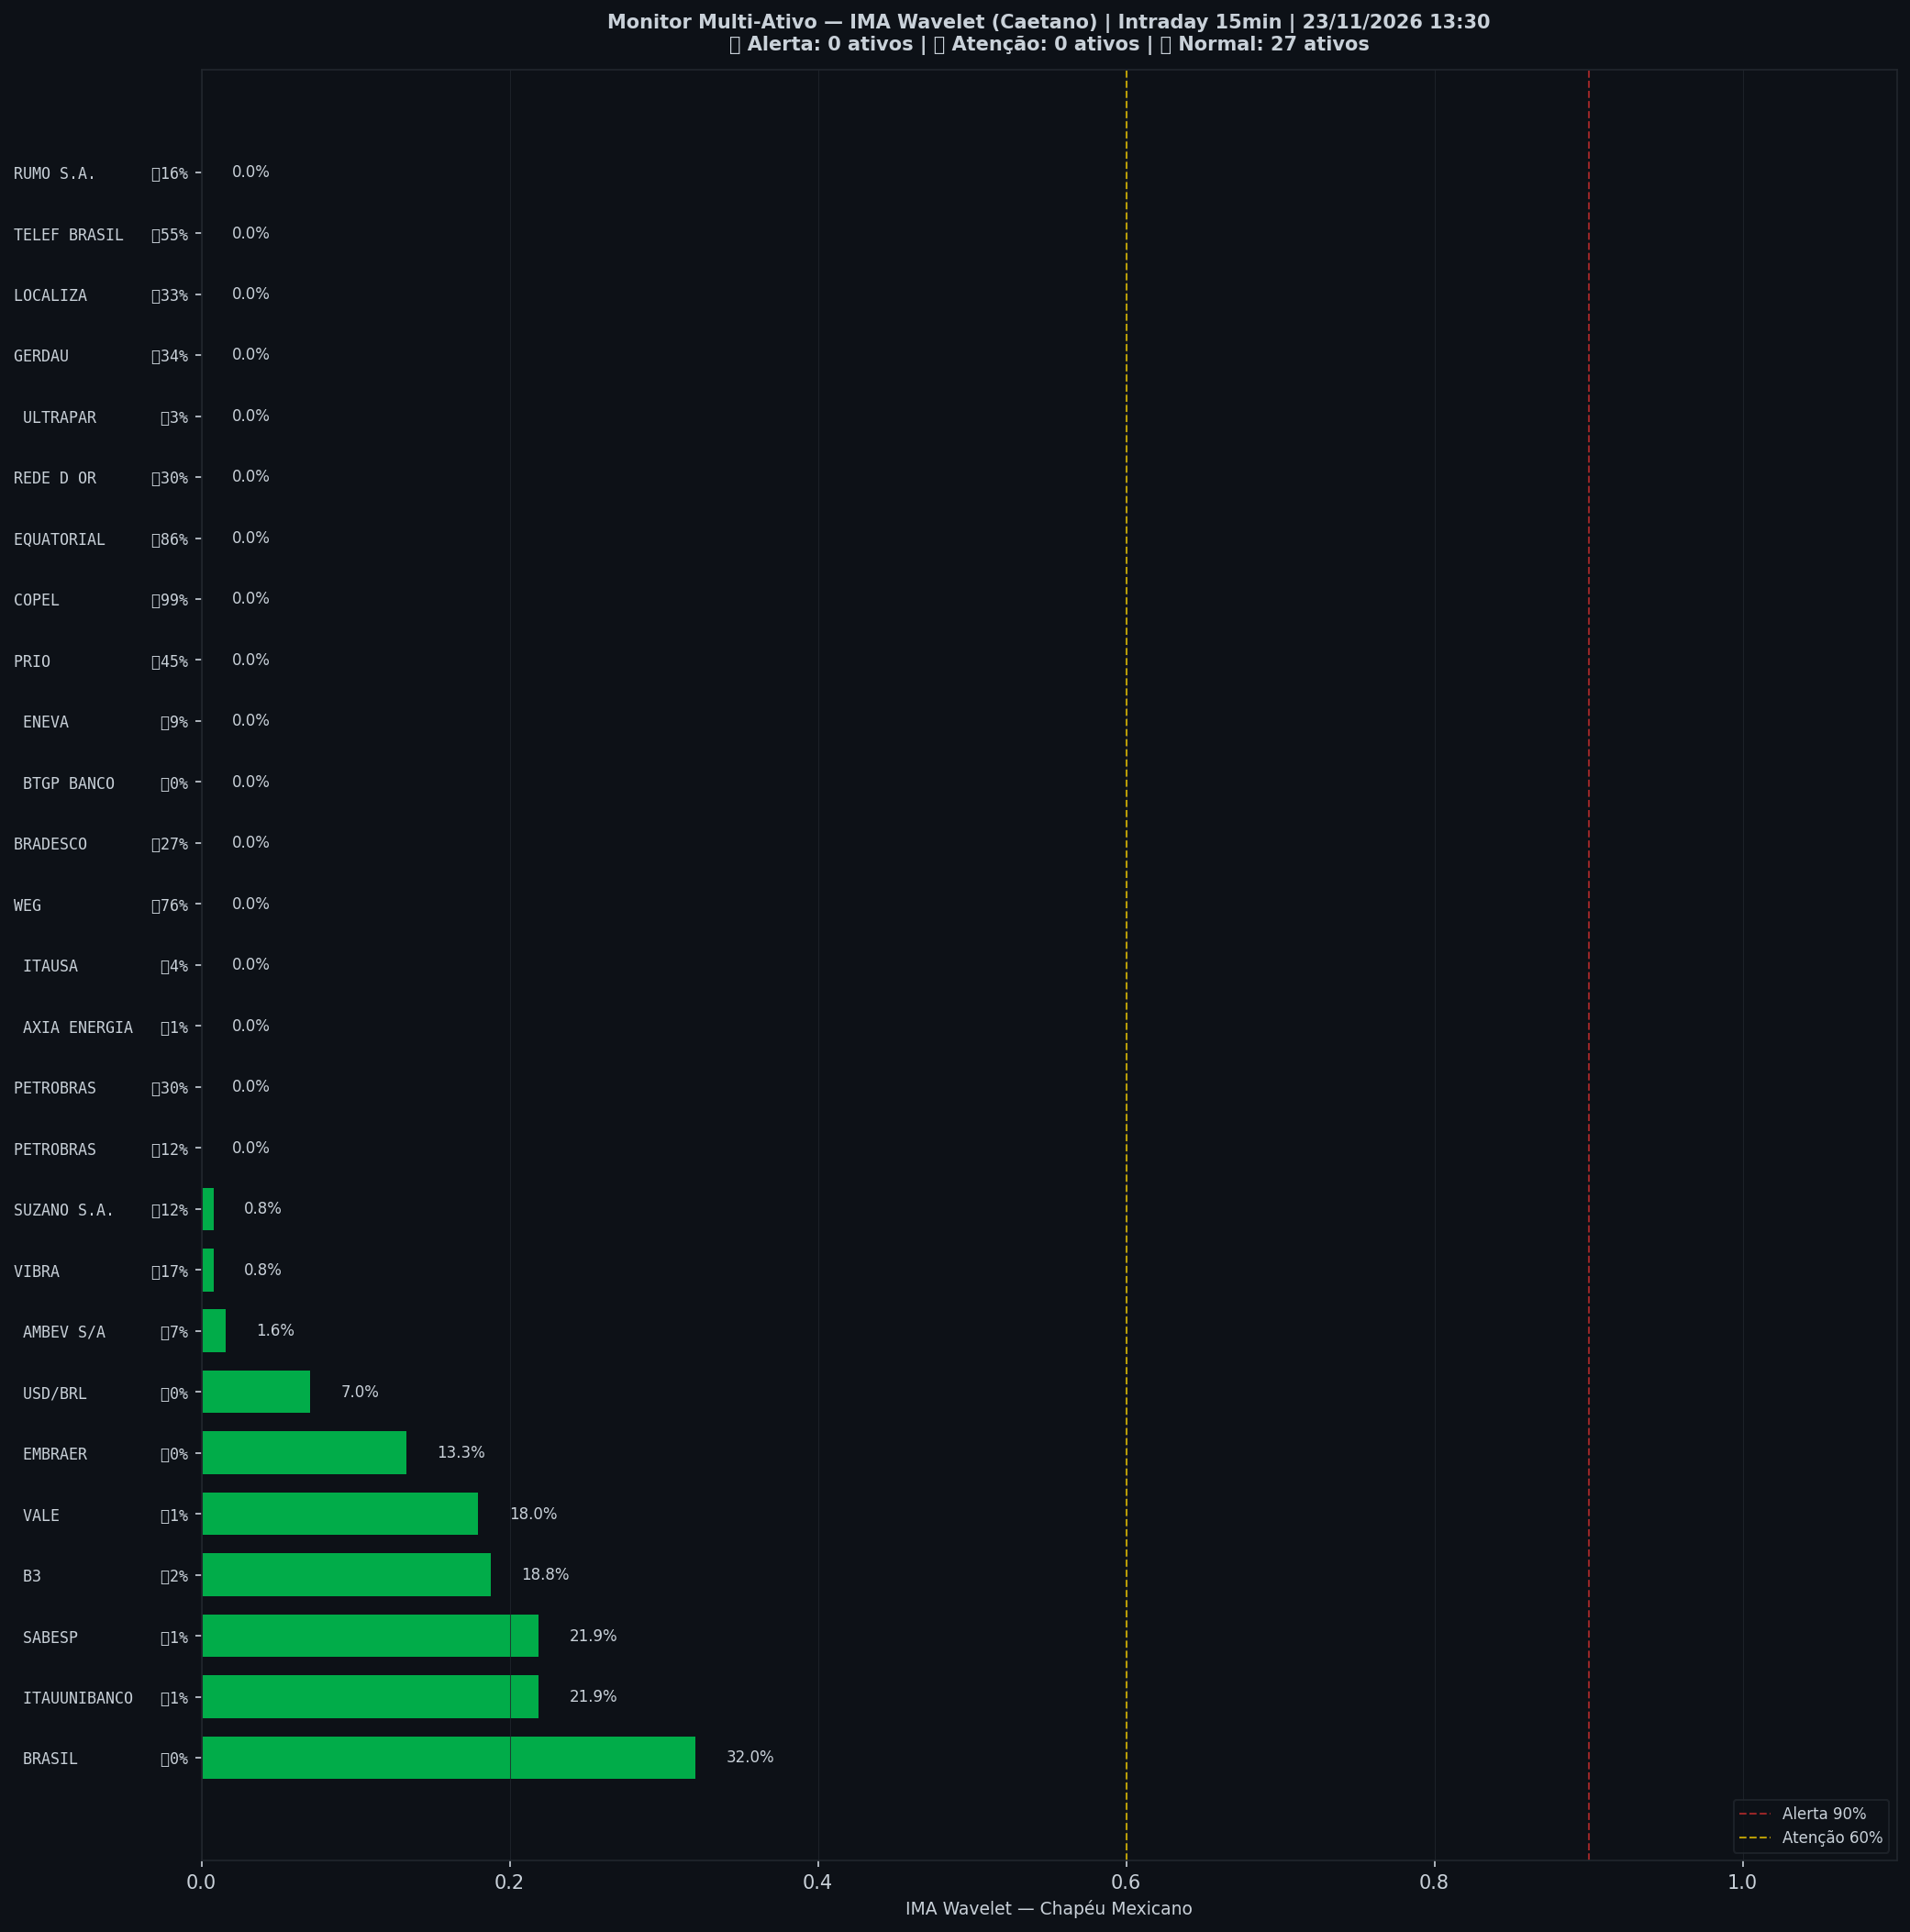 Monitor Multi-Ativo — IMA Wavelet (Caetano) | Intraday 15min | 23/11/2026 13:30
Alerta: 0 ativos | Atenção: 0 ativos | Normal: 27 ativos
RUMO S.A. 16% 0.0%
TELEF BRASIL 55% 0.0%
LOCALIZA 33% 0.0%
GERDAU 34% 0.0%
ULTRAPAR 3% 0.0%
REDE D OR 30% 0.0%
EQUATORIAL 86% 0.0%
COPEL 99% 0.0%
PRIO 45% 0.0%
ENEVA 9% 0.0%
BTGP BANCO 0% 0.0%
BRADESCO 27% 0.0%
WEG 76% 0.0%
ITAUSA 4% 0.0%
AXIA ENERGIA 1% 0.0%
PETROBRAS 30% 0.0%
PETROBRAS 12% 0.0%
SUZANO S.A. 12% 0.8%
VIBRA 17% 0.8%
AMBEV S/A 7% 1.6%
USD/BRL 0% 7.0%
EMBRAER 0% 13.3%
VALE 1% 18.0%
B3 2% 18.8%
SABESP 1% 21.9%
ITAUUNIBANCO 1% 21.9%
BRASIL 0% 32.0%
Alerta 90%
Atenção 60%
0.0 0.2 0.4 0.6 0.8 1.0
IMA Wavelet — Chapéu Mexicano